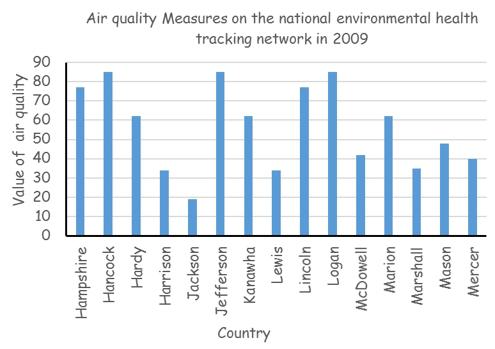 Air quality Measures on the national environmental health
tracking network in 2009
Value of air quality
90
80
70
60
50
40
30
20
10
0
Hampshire
Hancock
Hardy
Harrison
Jackson
Jefferson
Kanawha
Lewis
Lincoln
Logan
McDowell
Marion
Marshall
Mason
Mercer
Country